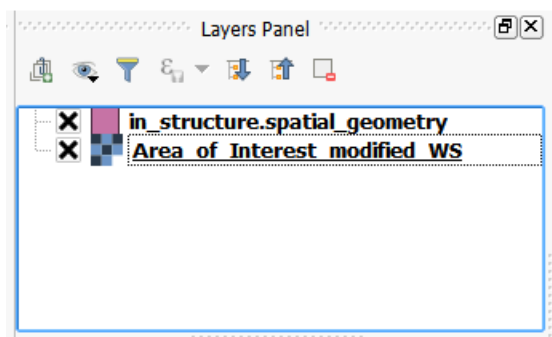 Layers Panel
in_structure.spatial_geometry
Area_of_Interest_modified_WS